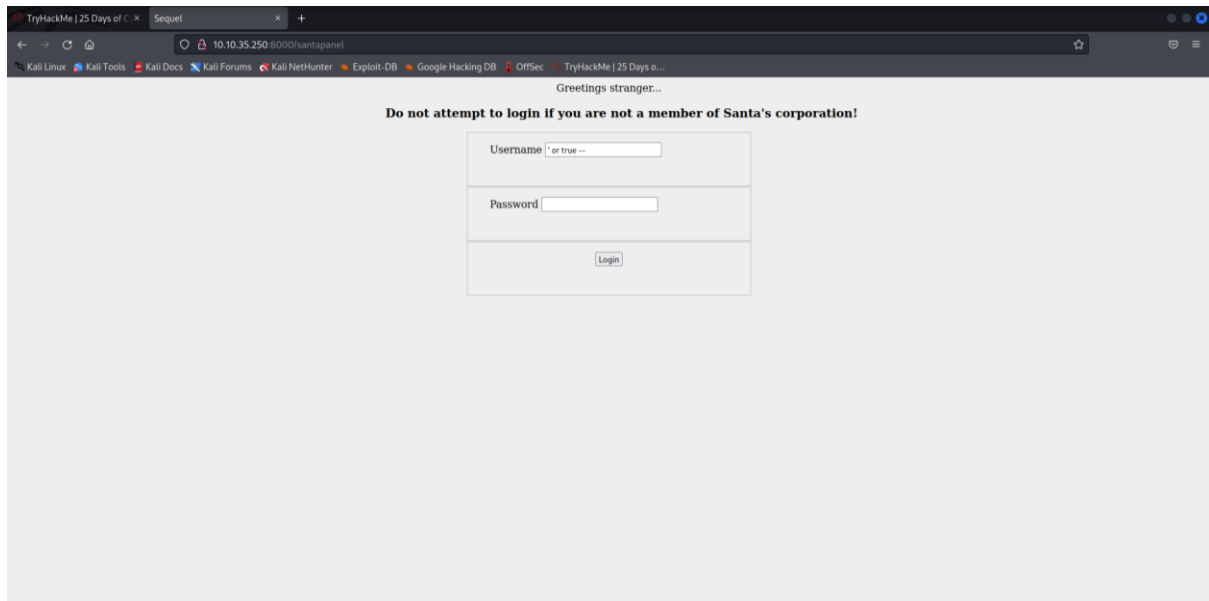 TryHackMe | 25 Days of C Sequel
10.10.35.250:8000/santapanel
Kali Linux Kali Tools Kali Docs Kali Forums Kali NetHunter Exploit-DB Google Hacking DB OffSec TryHackMe | 25 Days o...
Greetings stranger...
Do not attempt to login if you are not a member of Santa's corporation!
Username ' or true --
Password
Login